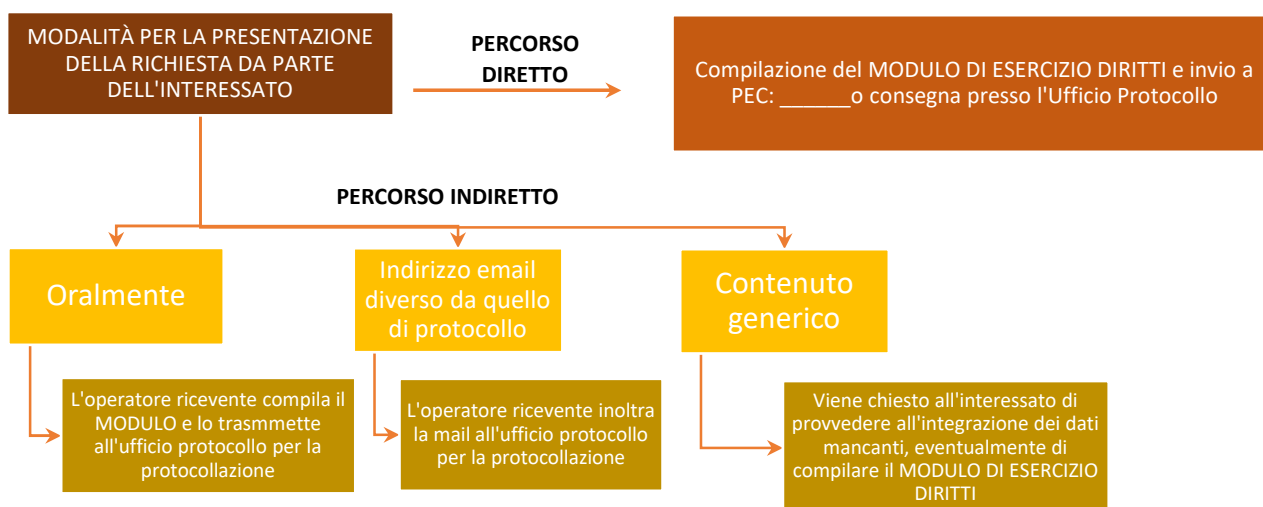 MODALITÀ PER LA PRESENTAZIONE
DELLA RICHIESTA DA PARTE
DELL'INTERESSATO
PERCORSO
DIRETTO
Compilazione del MODULO DI ESERCIZIO DIRITTI e invio a
PEC: ______o consegna presso l'Ufficio Protocollo
PERCORSO INDIRETTO
Oralmente
Indirizzo email
diverso da quello
di protocollo
Contenuto
generico
L'operatore ricevente compila il
MODULO e lo trasmmette
all'ufficio protocollo per la
protocollazione
L'operatore ricevente inoltra
la mail all'ufficio protocollo
per la protocollazione
Viene chiesto all'interessato di
provvedere all'integrazione dei dati
mancanti, eventualmente di
compilare il MODULO DI ESERCIZIO
DIRITTI